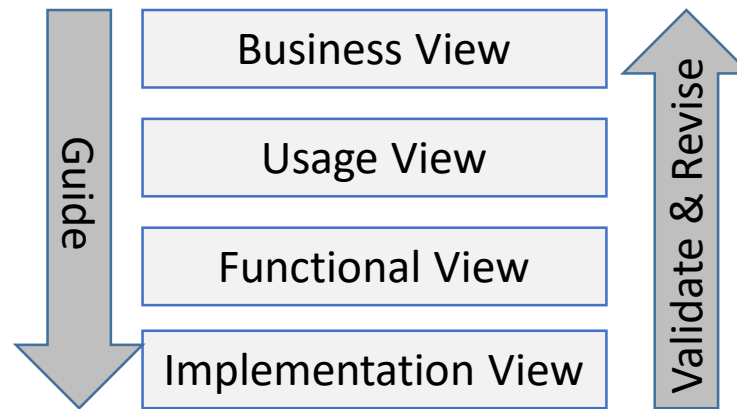 Business View
Usage View
Functional View
Implementation View
Guide
Validate & Revise